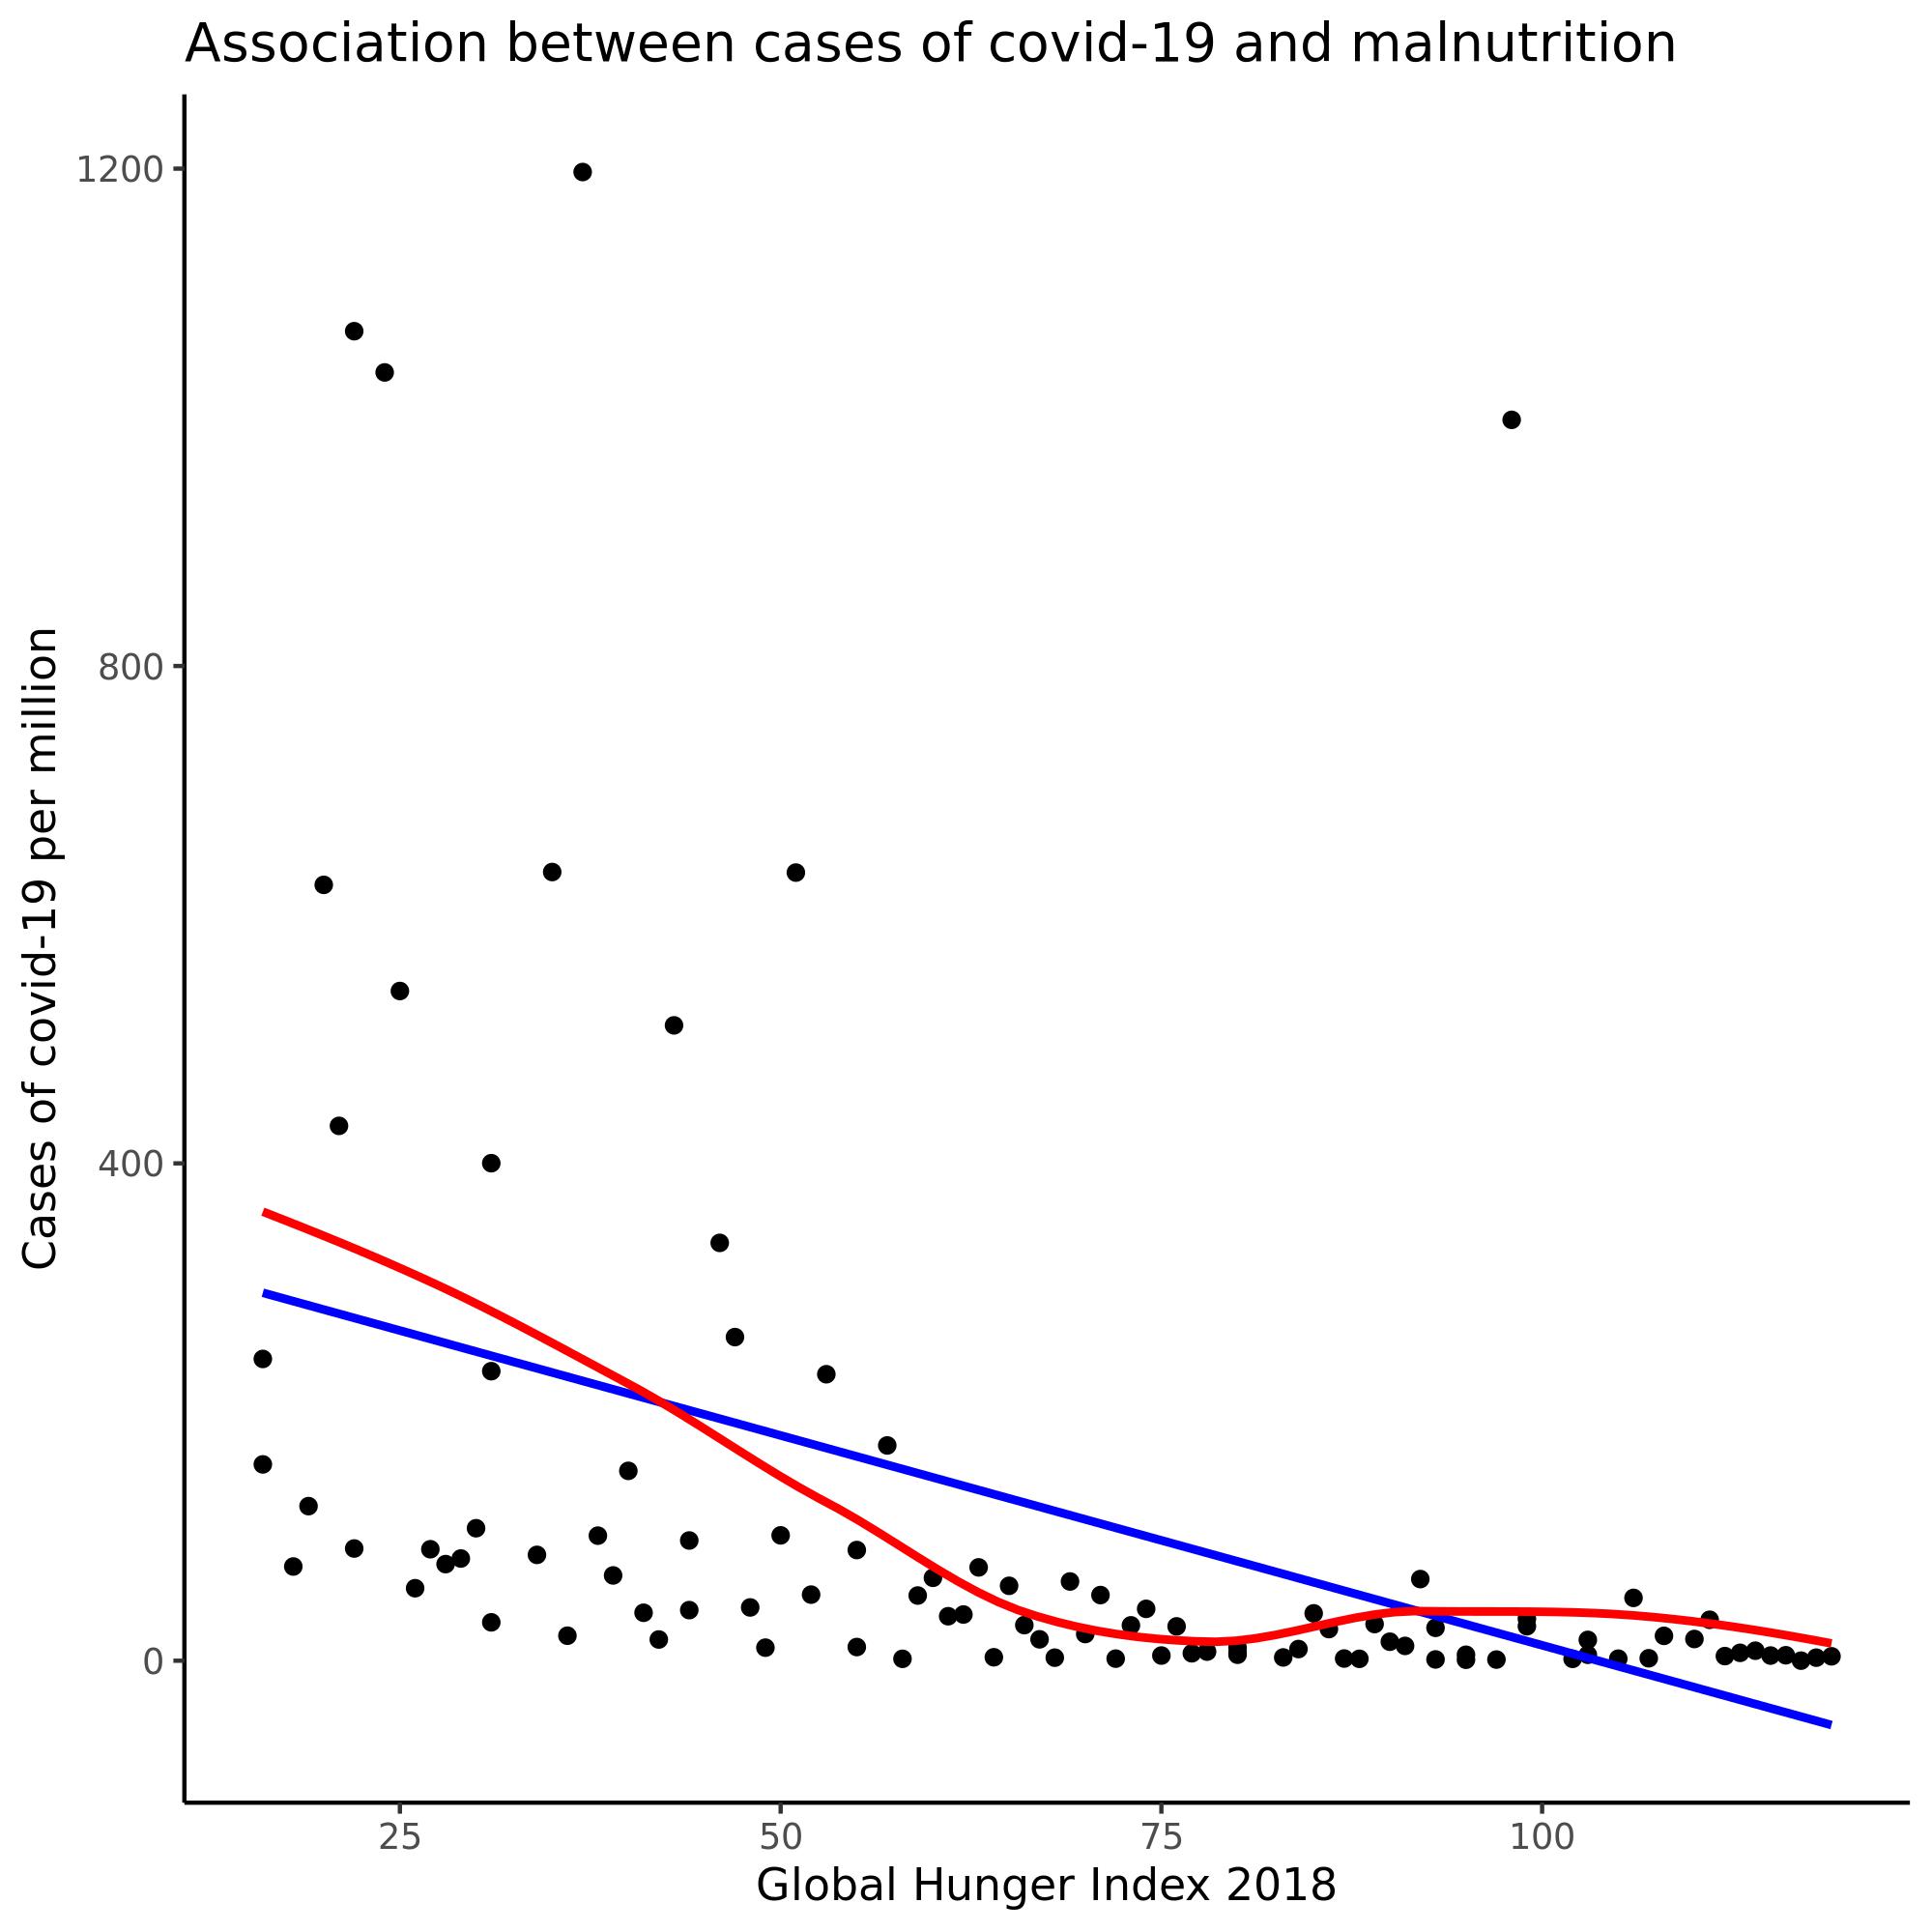 Association between cases of covid-19 and malnutrition
Cases of covid-19 per million
1200
800
400
0
25
50
75
100
Global Hunger Index 2018